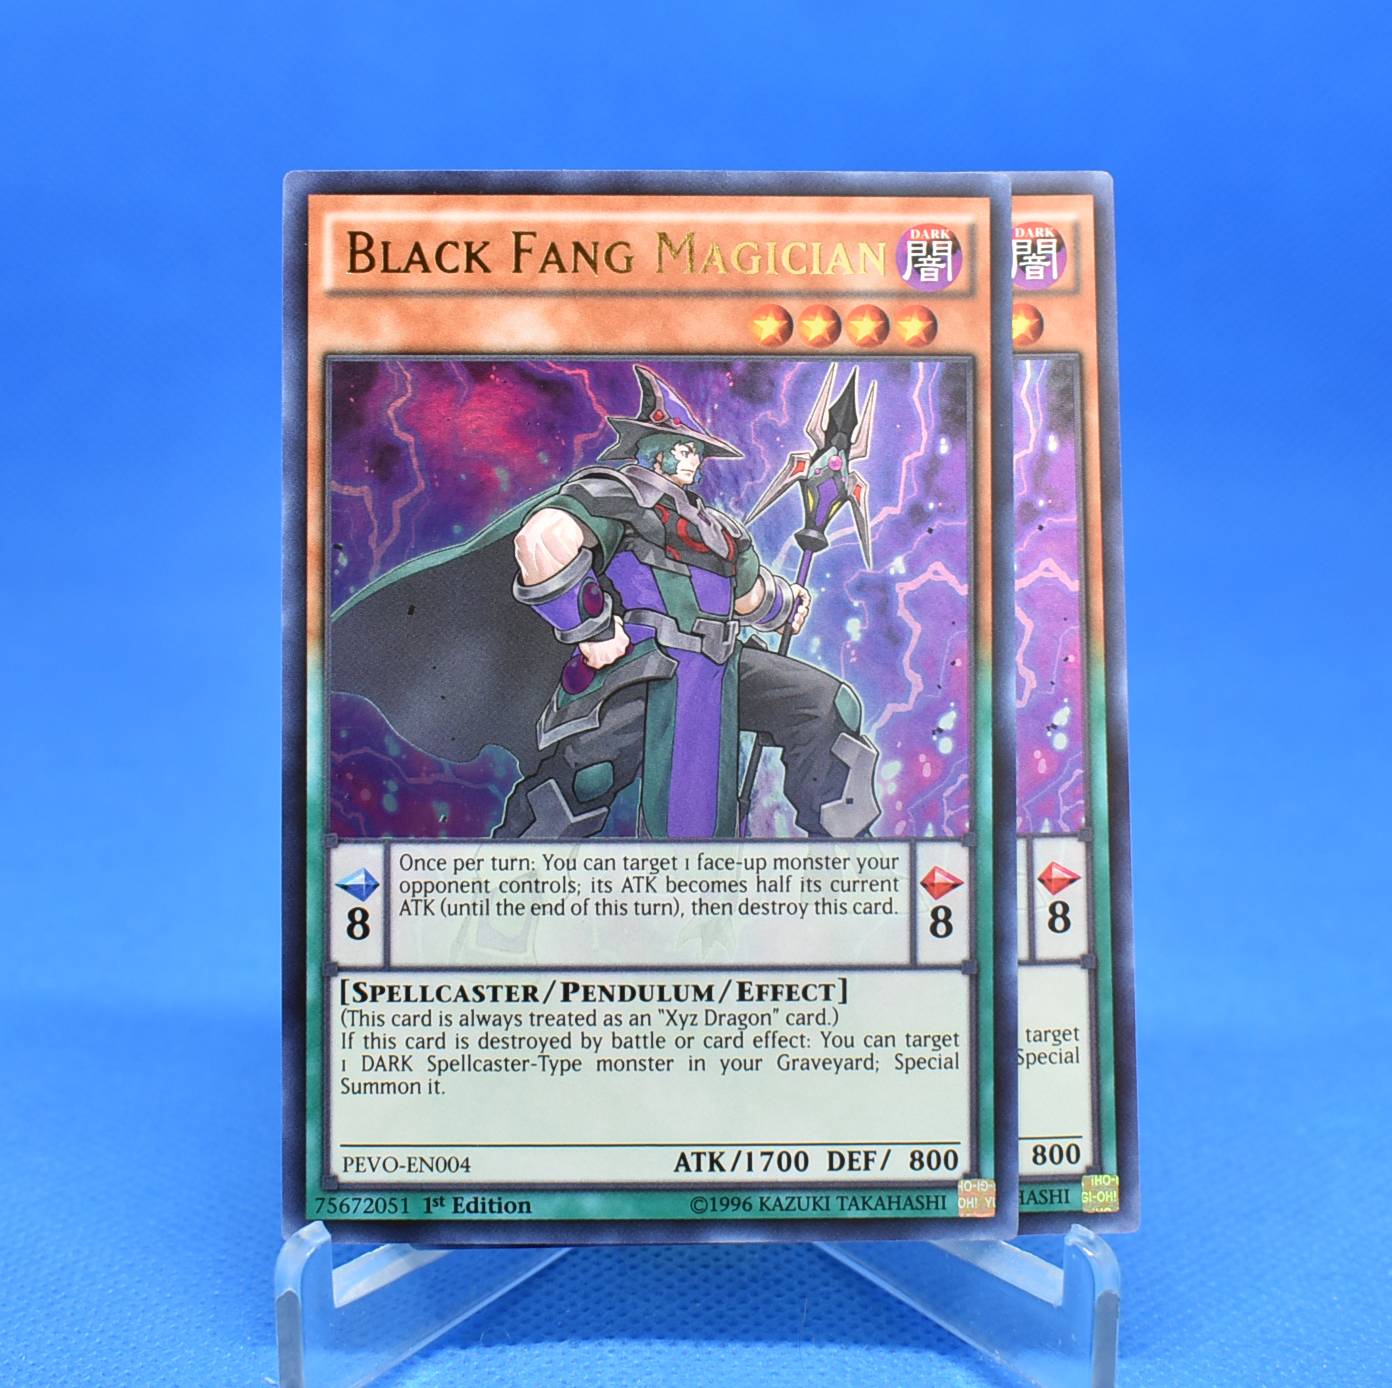 BLACK FANG MAGICIAN
DARK
闇
DARK
闇
Once per turn: You can target 1 face-up monster your
opponent controls; its ATK becomes half its current
ATK (until the end of this turn), then destroy this card.
8
8
8
[SPELLCASTER/PENDULUM/EFFECT]
(This card is always treated as an "Xyz Dragon" card.)
If this card is destroyed by battle or card effect: You can target
1 DARK Spellcaster-Type monster in your Graveyard; Special
Summon it.
target
Special
PEVO-EN004
ATK/1700 DEF/ 800
800
75672051 1st Edition
©1996 KAZUKI TAKAHASHI
HASHI